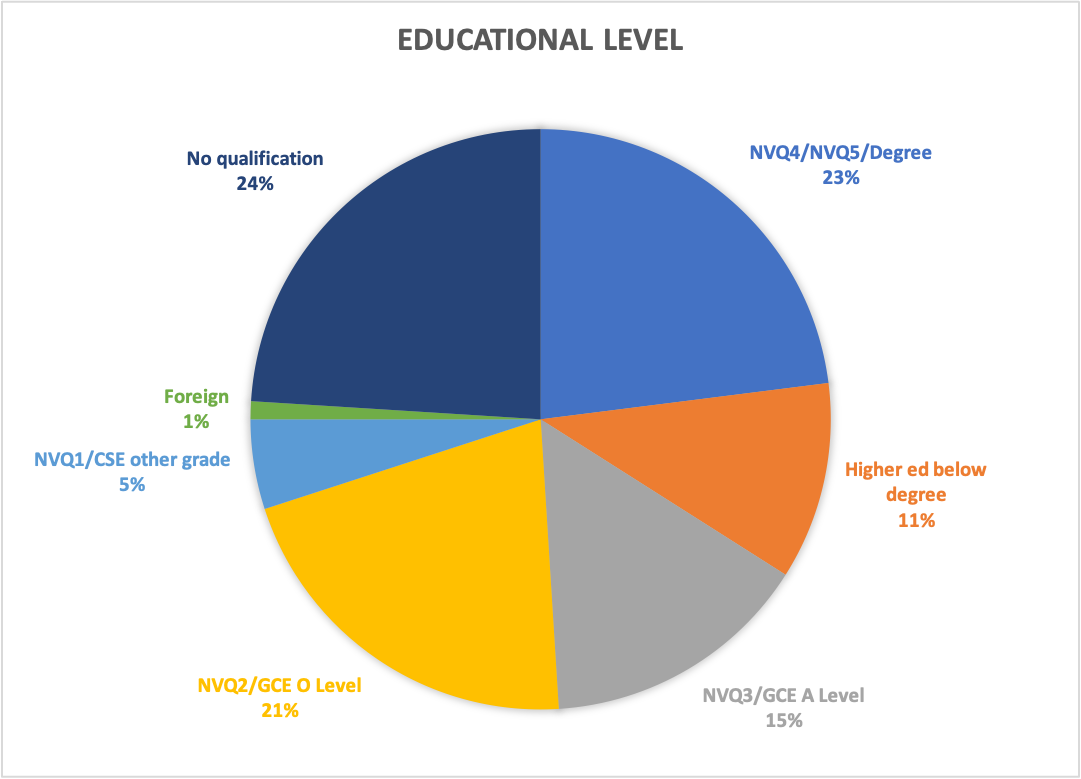 EDUCATIONAL LEVEL
No qualification
24%
NVQ4/NVQ5/Degree
23%
Foreign
1%
NVQ1/CSE other grade
5%
Higher ed below
degree
11%
NVQ2/GCE O Level
21%
NVQ3/GCE A Level
15%